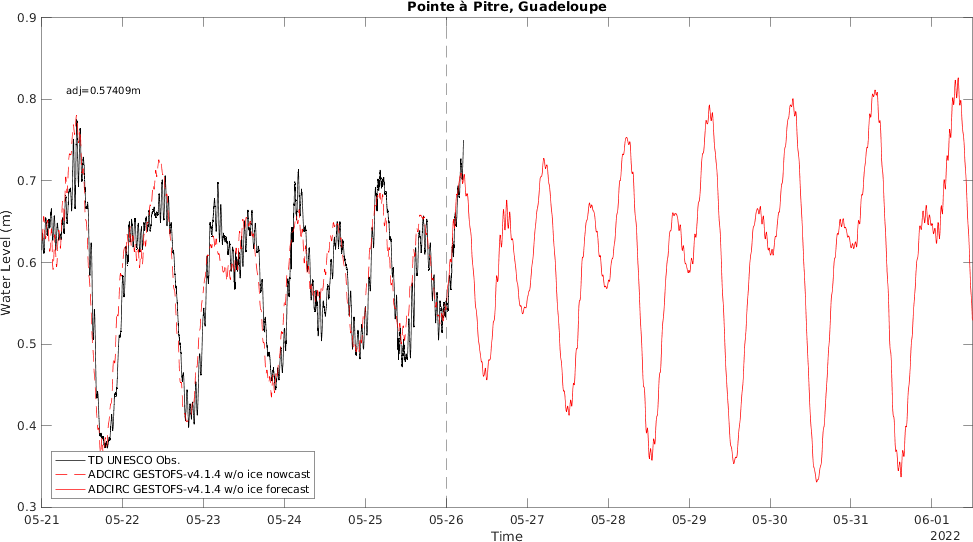 Pointe à Pitre, Guadeloupe
0.9
0.8
0.7
0.6
0.5
0.4
0.3
Water Level (m)
adj=0.57409m
TD UNESCO Obs.
ADCIRC GESTOFS-v4.1.4 w/o ice nowcast
ADCIRC GESTOFS-v4.1.4 w/o ice forecast
05-21 05-22 05-23 05-24 05-25 05-26 05-27 05-28 05-29 05-30 05-31 06-01
Time
2022